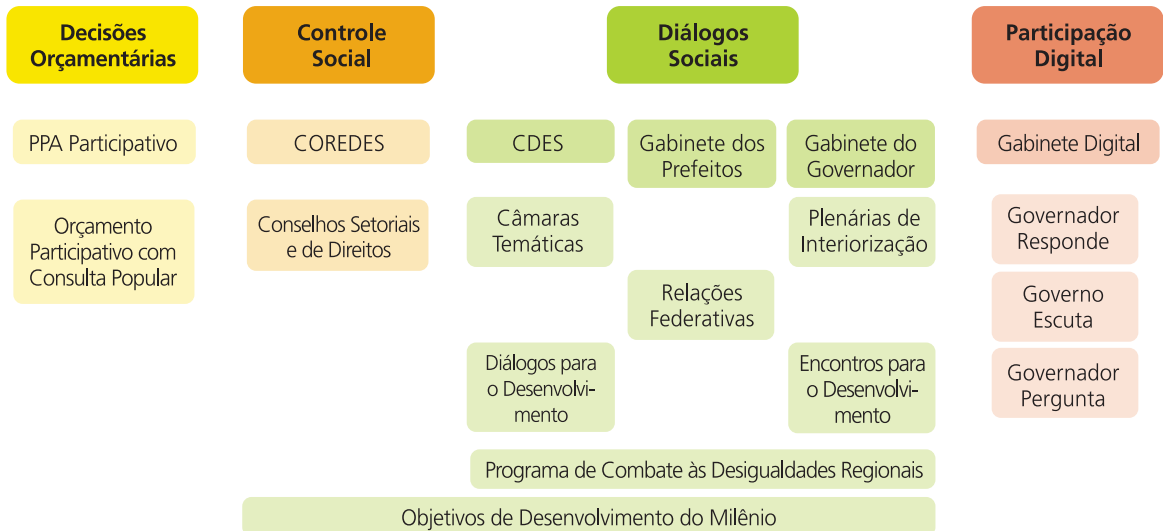 Decisões
Orçamentárias
Controle
Social
Diálogos
Sociais
Participação
Digital
PPA Participativo
COREDES
CDES
Gabinete dos
Prefeitos
Gabinete do
Governador
Gabinete Digital
Orçamento
Participativo com
Consulta Popular
Conselhos Setoriais
e de Direitos
Câmaras
Temáticas
Plenárias de
Interiorização
Governador
Responde
Relações
Federativas
Governo
Escuta
Diálogos para
o Desenvolvi-
mento
Encontros para
o Desenvolvi-
mento
Governador
Pergunta
Programa de Combate às Desigualdades Regionais
Objetivos de Desenvolvimento do Milênio